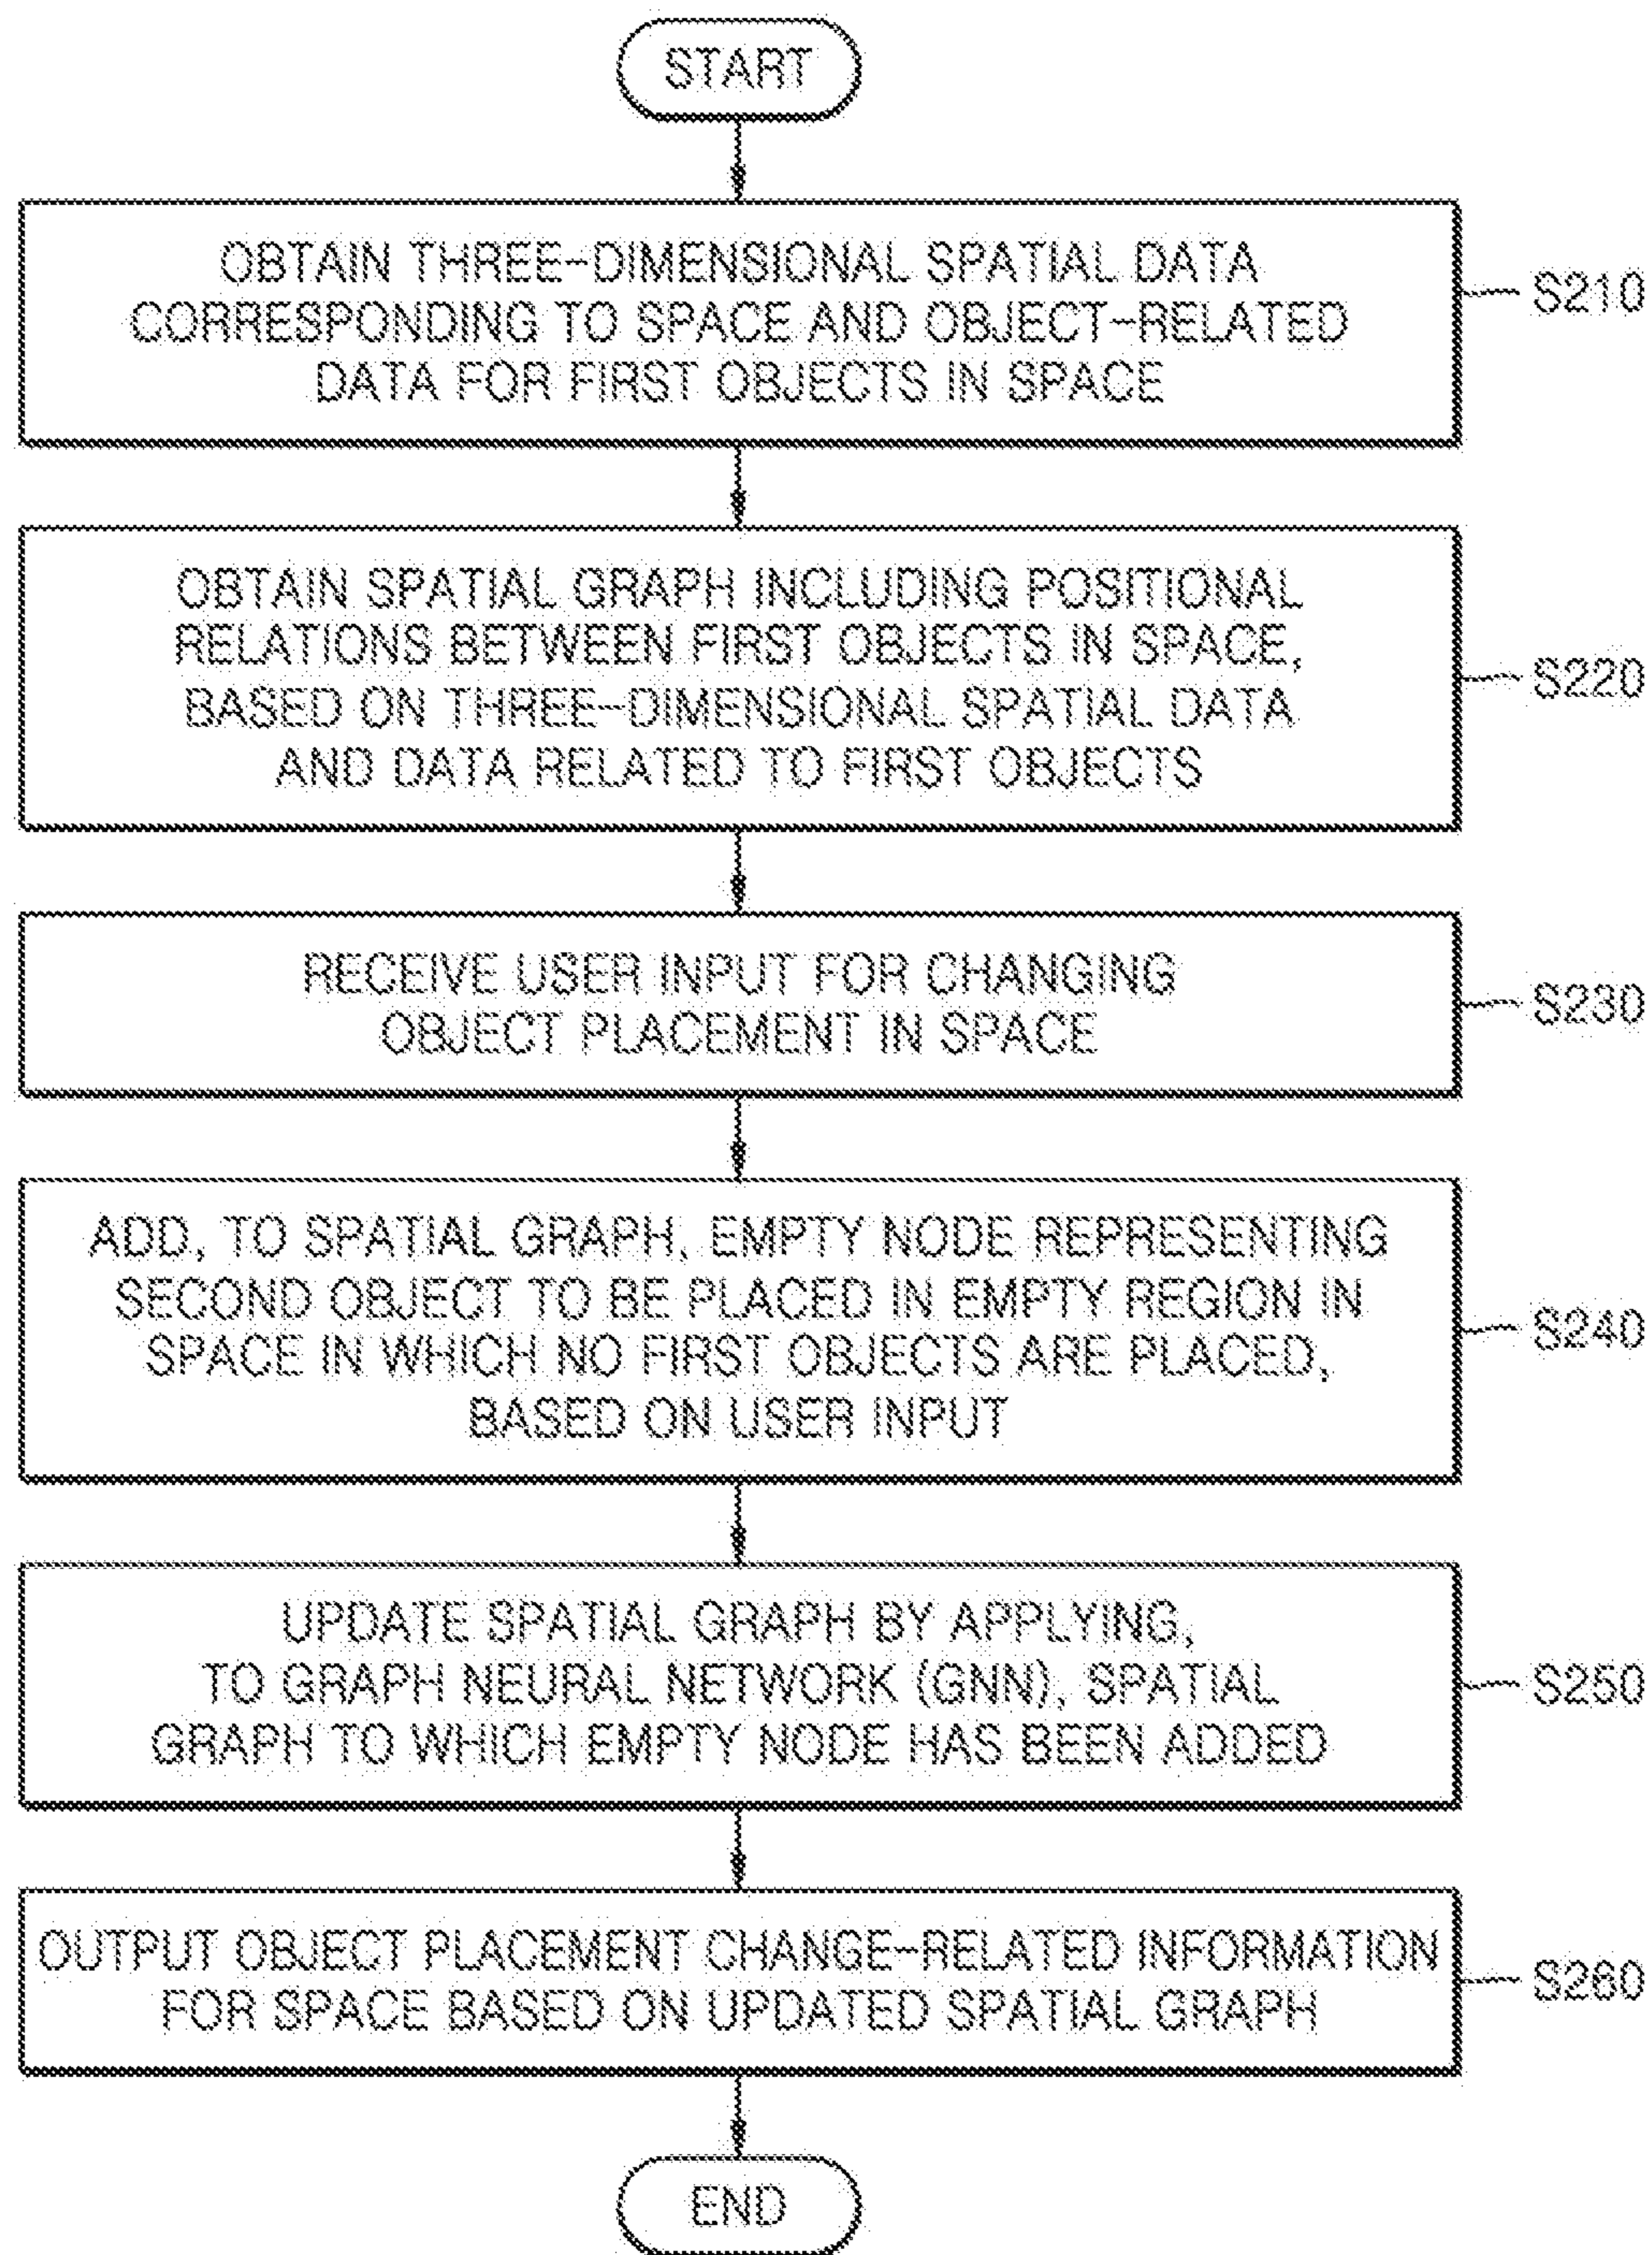 START
OBTAIN THREE-DIMENSIONAL SPATIAL DATA
CORRESPONDING TO SPACE AND OBJECT-RELATED
DATA FOR FIRST OBJECTS IN SPACE
S210
OBTAIN SPATIAL GRAPH INCLUDING POSITIONAL
RELATIONS BETWEEN FIRST OBJECTS IN SPACE,
BASED ON THREE-DIMENSIONAL SPATIAL DATA
AND DATA RELATED TO FIRST OBJECTS
S220
RECEIVE USER INPUT FOR CHANGING
OBJECT PLACEMENT IN SPACE
S230
ADD, TO SPATIAL GRAPH, EMPTY NODE REPRESENTING
SECOND OBJECT TO BE PLACED IN EMPTY REGION IN
SPACE IN WHICH NO FIRST OBJECTS ARE PLACED,
BASED ON USER INPUT
S240
UPDATE SPATIAL GRAPH BY APPLYING,
TO GRAPH NEURAL NETWORK (GNN), SPATIAL
GRAPH TO WHICH EMPTY NODE HAS BEEN ADDED
S250
OUTPUT OBJECT PLACEMENT CHANGE-RELATED INFORMATION
FOR SPACE BASED ON UPDATED SPATIAL GRAPH
S260
END